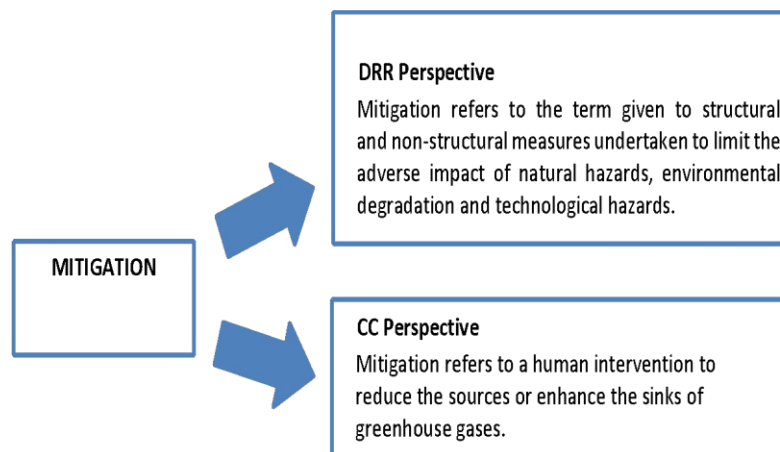 DRR Perspective
Mitigation refers to the term given to structural
and non-structural measures undertaken to limit the
adverse impact of natural hazards, environmental
degradation and technological hazards.
MITIGATION
CC Perspective
Mitigation refers to a human intervention to
reduce the sources or enhance the sinks of
greenhouse gases.